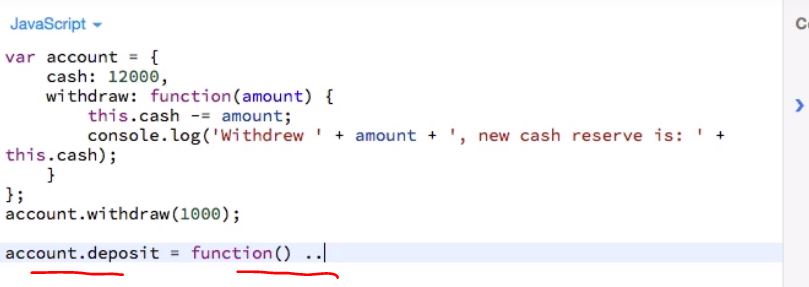 JavaScript
C
var account = {
    cash: 12000,
    withdraw: function(amount) {
        this.cash -= amount;
        console.log('Withdrew ' + amount + ', new cash reserve is: ' +
this.cash);
    }
};
account.withdraw(1000);
account.deposit = function() ..